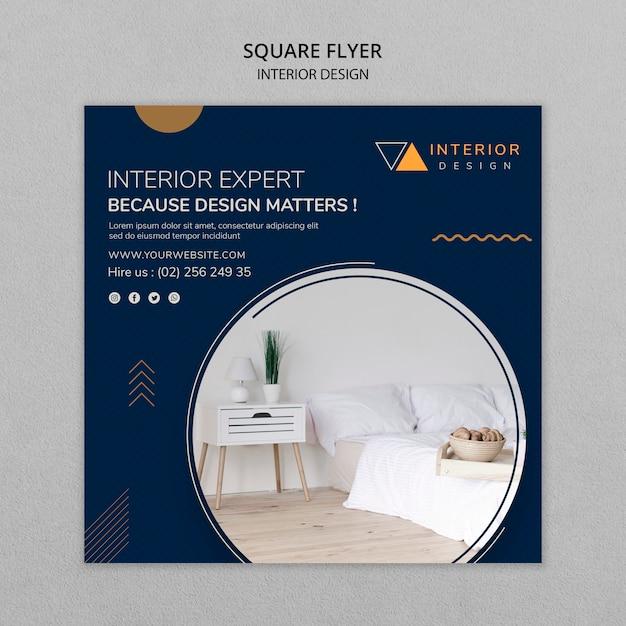 SQUARE FLYER
INTERIOR DESIGN
INTERIOR
DESIGN
INTERIOR EXPERT
BECAUSE DESIGN MATTERS !
Lorem ipsum dolor sit amet, consectetur adipiscing elit
sed do eiusmod tempor incididunt
WWW.YOURWEBSITE.COM
Hire us : (02) 256 249 35